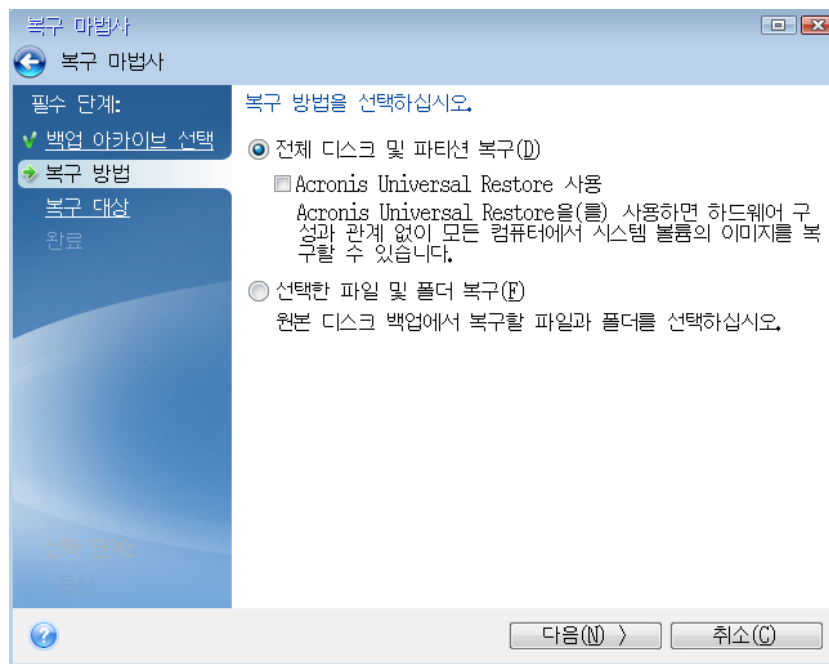 복구 마법사
복구 마법사
필수 단계:
백업 아카이브 선택
복구 방법
복구 대상
완료
복구 방법을 선택하십시오.
전체 디스크 및 파티션 복구(D)
Acronis Universal Restore 사용
Acronis Universal Restore을(를) 사용하면 하드웨어 구
성과 관계 없이 모든 컴퓨터에서 시스템 볼륨의 이미지를 복
구할 수 있습니다.
선택한 파일 및 폴더 복구(F)
원본 디스크 백업에서 복구할 파일과 폴더를 선택하십시오.
단계:
다음(N) >
취소(C)